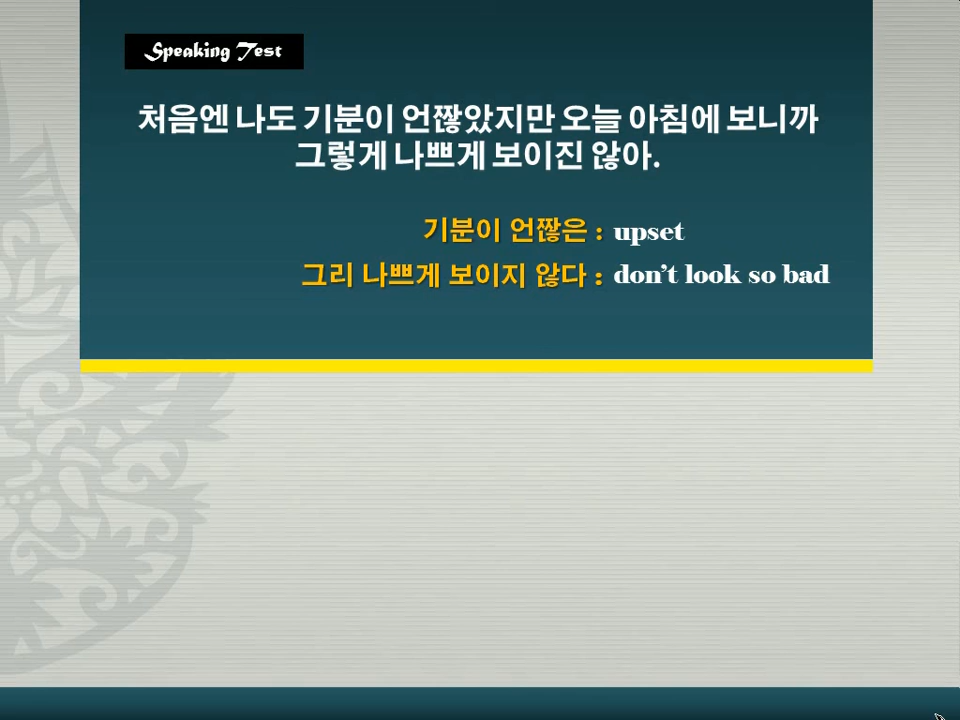 Speaking Test
처음엔 나도 기분이 언짢았지만 오늘 아침에 보니까
그렇게 나쁘게 보이진 않아.
기분이 언짢은 : upset
그리 나쁘게 보이지 않다 : don’t look so bad